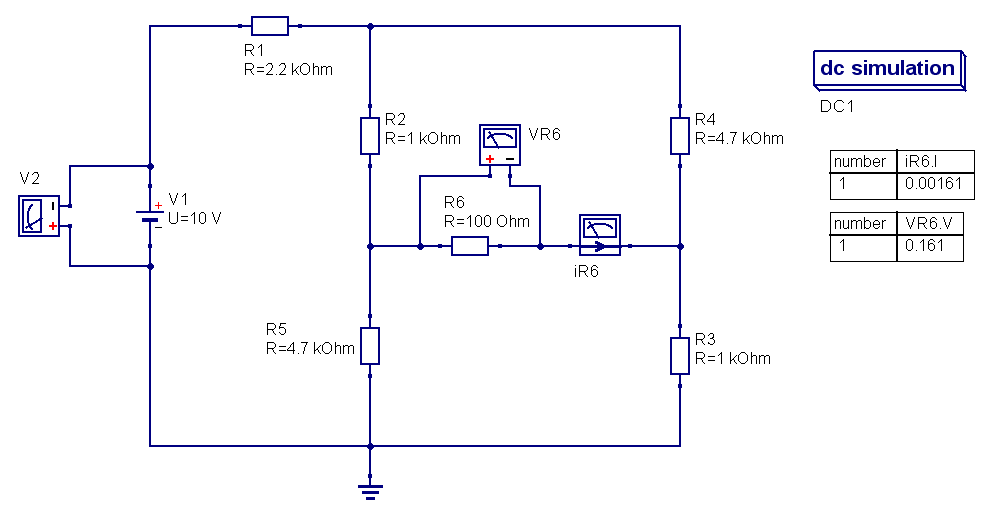 R1
R=2.2 kOhm
dc simulation
DC1
R2
R=1 kOhm
VR6
+ -
R4
R=4.7 kOhm
number iR6.I
1 0.00161
V2
-
+
V1
U=10 V
+
-
R6
R=100 Ohm
number VR6.V
1 0.161
iR6
R5
R=4.7 kOhm
R3
R=1 kOhm